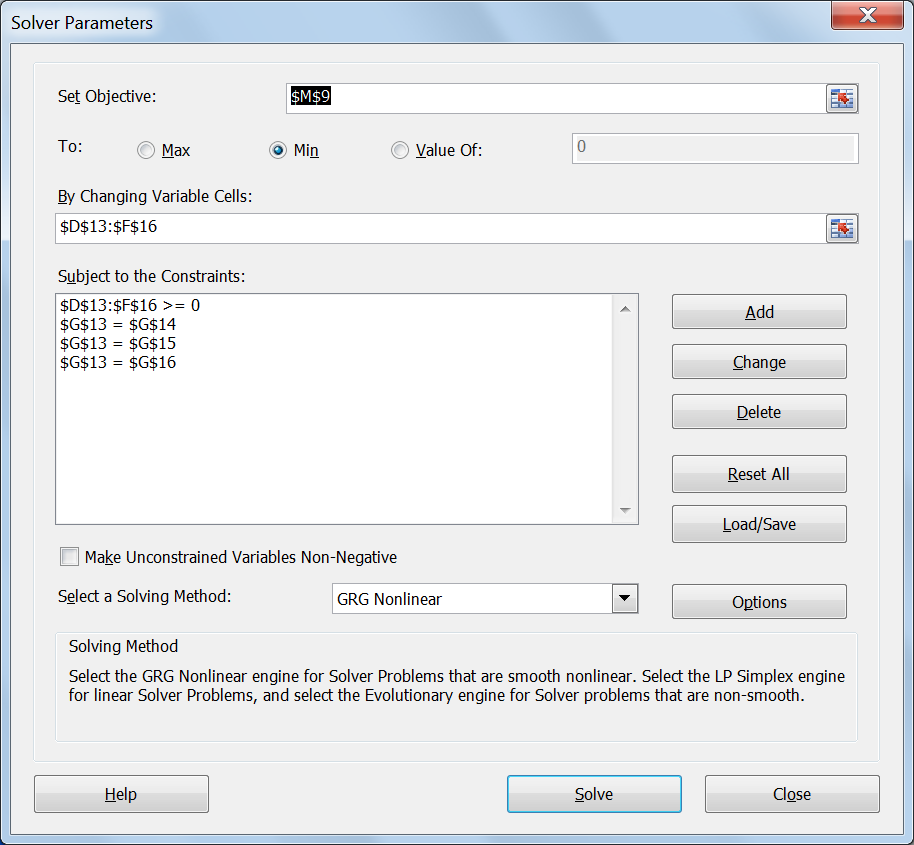 Solver Parameters
Set Objective:
$M$9
To:
Max
Min
Value Of:
0
By Changing Variable Cells:
$D$13:$F$16
Subject to the Constraints:
$D$13:$F$16 >= 0
$G$13 = $G$14
$G$13 = $G$15
$G$13 = $G$16
Add
Change
Delete
Reset All
Load/Save
Make Unconstrained Variables Non-Negative
Select a Solving Method:
GRG Nonlinear
Options
Solving Method
Select the GRG Nonlinear engine for Solver Problems that are smooth nonlinear. Select the LP Simplex engine
for linear Solver Problems, and select the Evolutionary engine for Solver problems that are non-smooth.
Help
Solve
Close